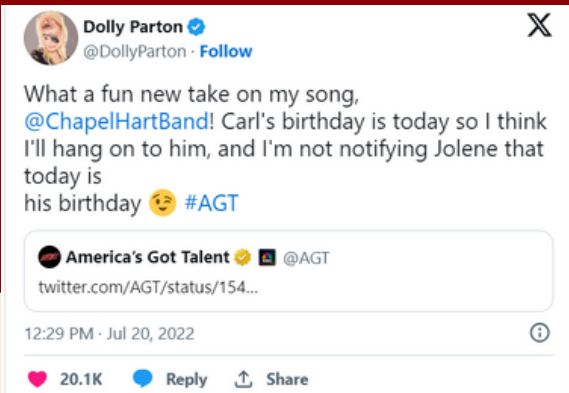 Dolly Parton
@DollyParton · Follow
What a fun new take on my song,
@ChapelHartBand! Carl's birthday is today so I think
I'll hang on to him, and I'm not notifying Jolene that
today is
his birthday 😉 #AGT
America's Got Talent @AGT
twitter.com/AGT/status/154...
12:29 PM · Jul 20, 2022
20.1K Reply Share